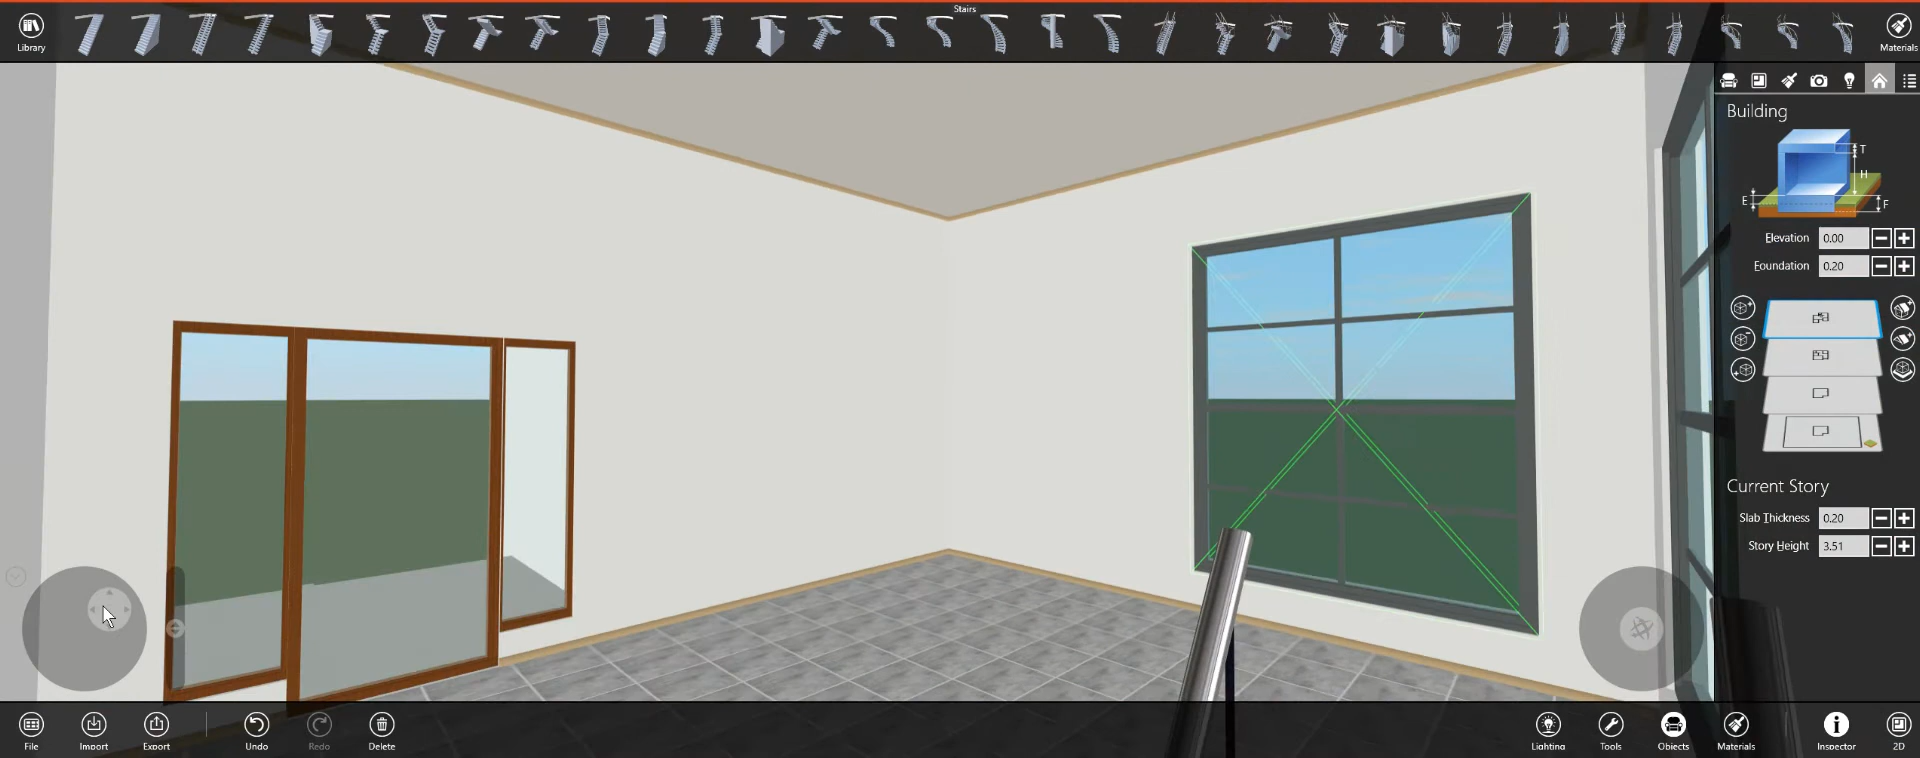 Stairs
Library
Materials
Building
T
H
E
F
Elevation 0.00
Foundation 0.20
Current Story
Slab Thickness 0.20
Story Height 3.51
File
Import
Export
Undo
Redo
Delete
Lighting
Tools
Objects
Materials
Inspector
2D